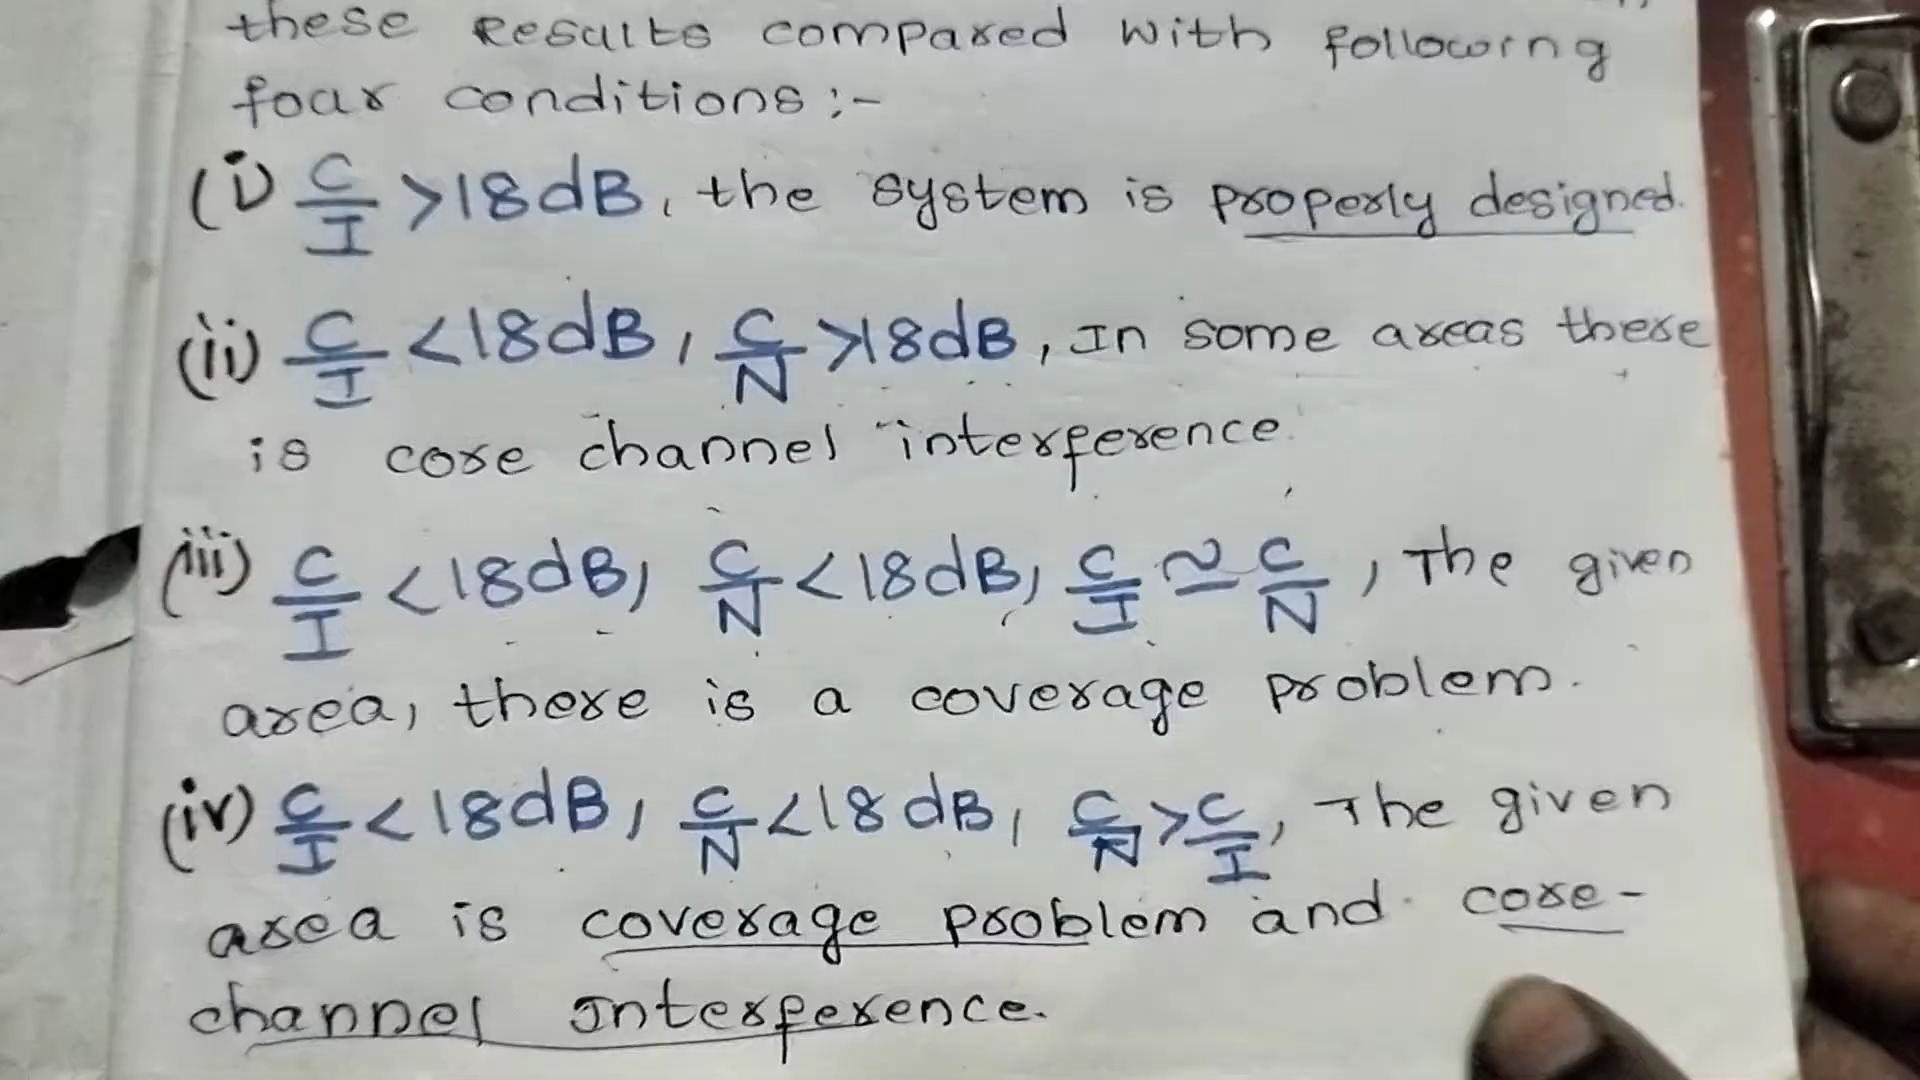 these Results compared with following
four conditions :-
(i) C/I > 18dB, the system is properly designed.
(ii) C/I < 18dB, C/N > 18dB, In some areas there
is core channel interference.
(iii) C/I < 18dB, C/N < 18dB, C/I ≃ C/N, The given
area, there is a coverage problem.
(iv) C/I < 18dB, C/N < 18dB, C/N > C/I, The given
area is coverage problem and core-
channel Interference.